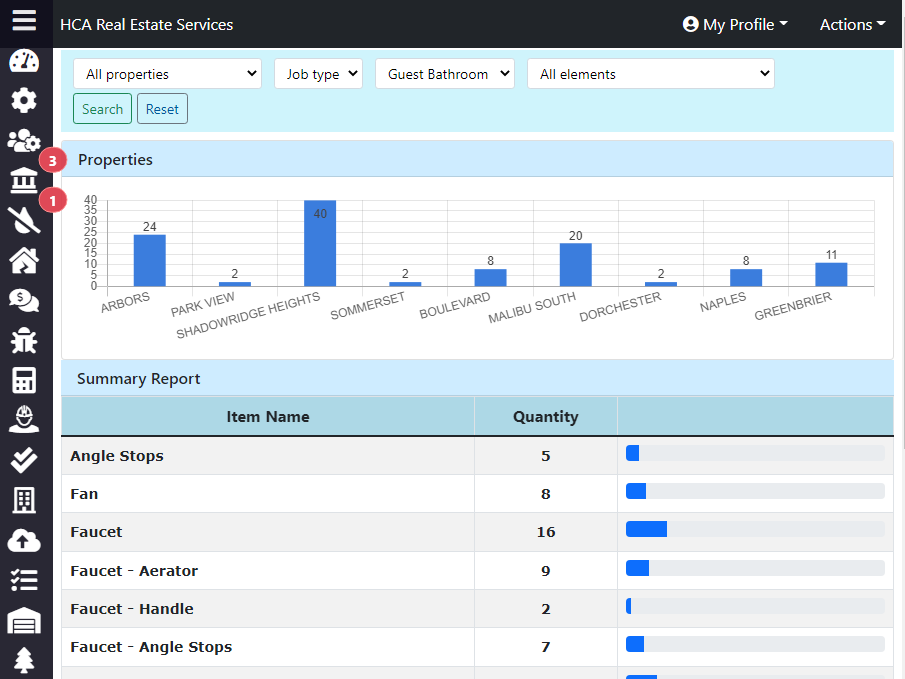 HCA Real Estate Services
My Profile
Actions
All properties
Job type
Guest Bathroom
All elements
Search
Reset
3
1
$
Properties
40
35
30
25
20
15
10
5
0
24
2
40
2
8
20
2
8
11
ARBORS
PARK VIEW
SHADOWRIDGE HEIGHTS
SOMMERSET
BOULEVARD
MALIBU SOUTH
DORCHESTER
NAPLES
GREENBRIER
Summary Report
Item Name Quantity
Angle Stops 5
Fan 8
Faucet 16
Faucet - Aerator 9
Faucet - Handle 2
Faucet - Angle Stops 7